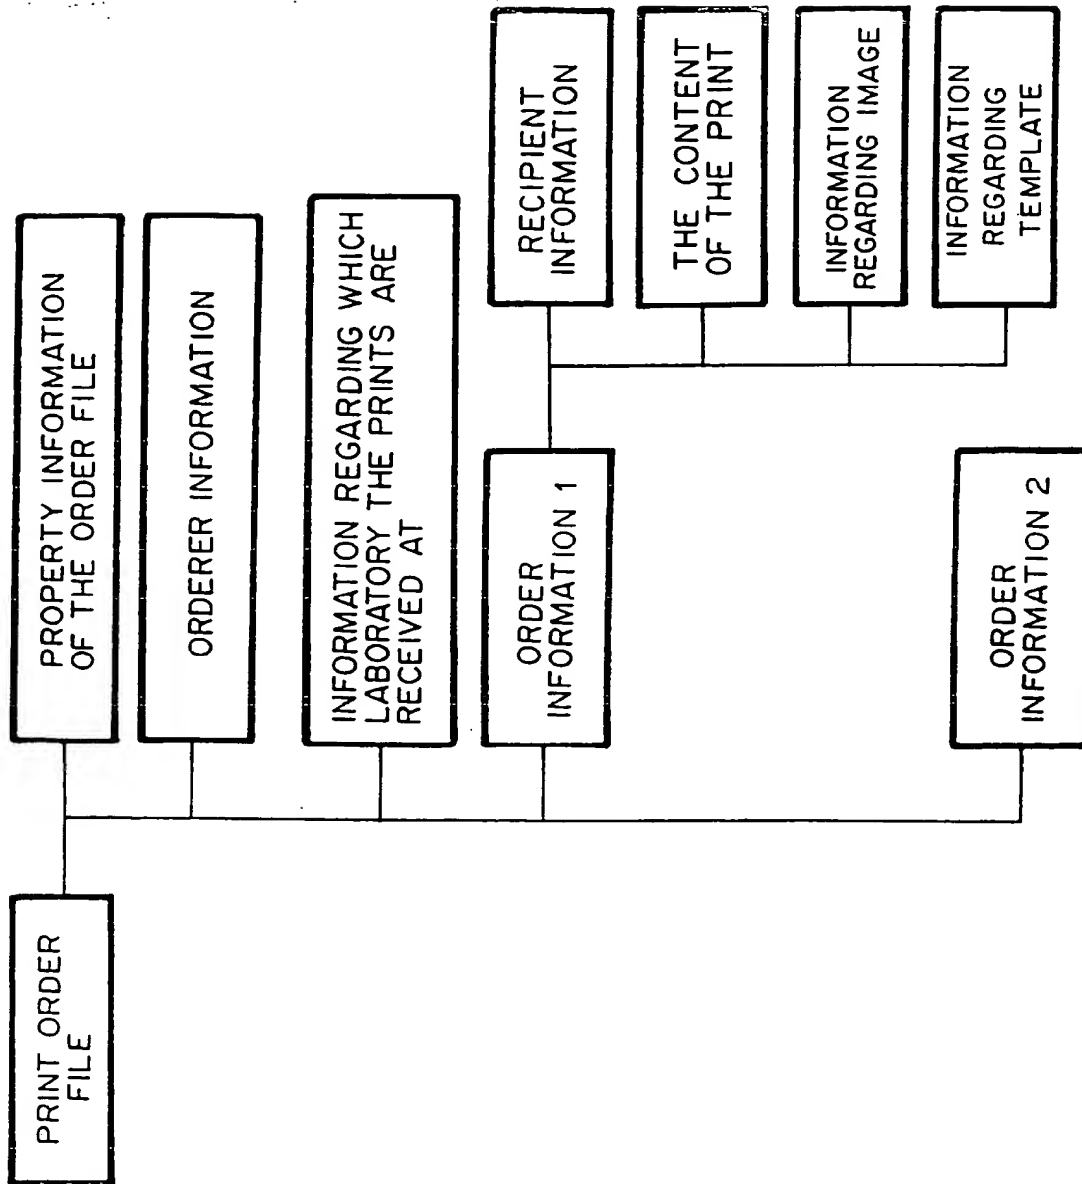 PRINT ORDER
FILE
PROPERTY INFORMATION
OF THE ORDER FILE
ORDERER INFORMATION
INFORMATION REGARDING WHICH
LABORATORY THE PRINTS ARE
RECEIVED AT
ORDER
INFORMATION 1
RECIPIENT
INFORMATION
THE CONTENT
OF THE PRINT
INFORMATION
REGARDING IMAGE
INFORMATION
REGARDING
TEMPLATE
ORDER
INFORMATION 2